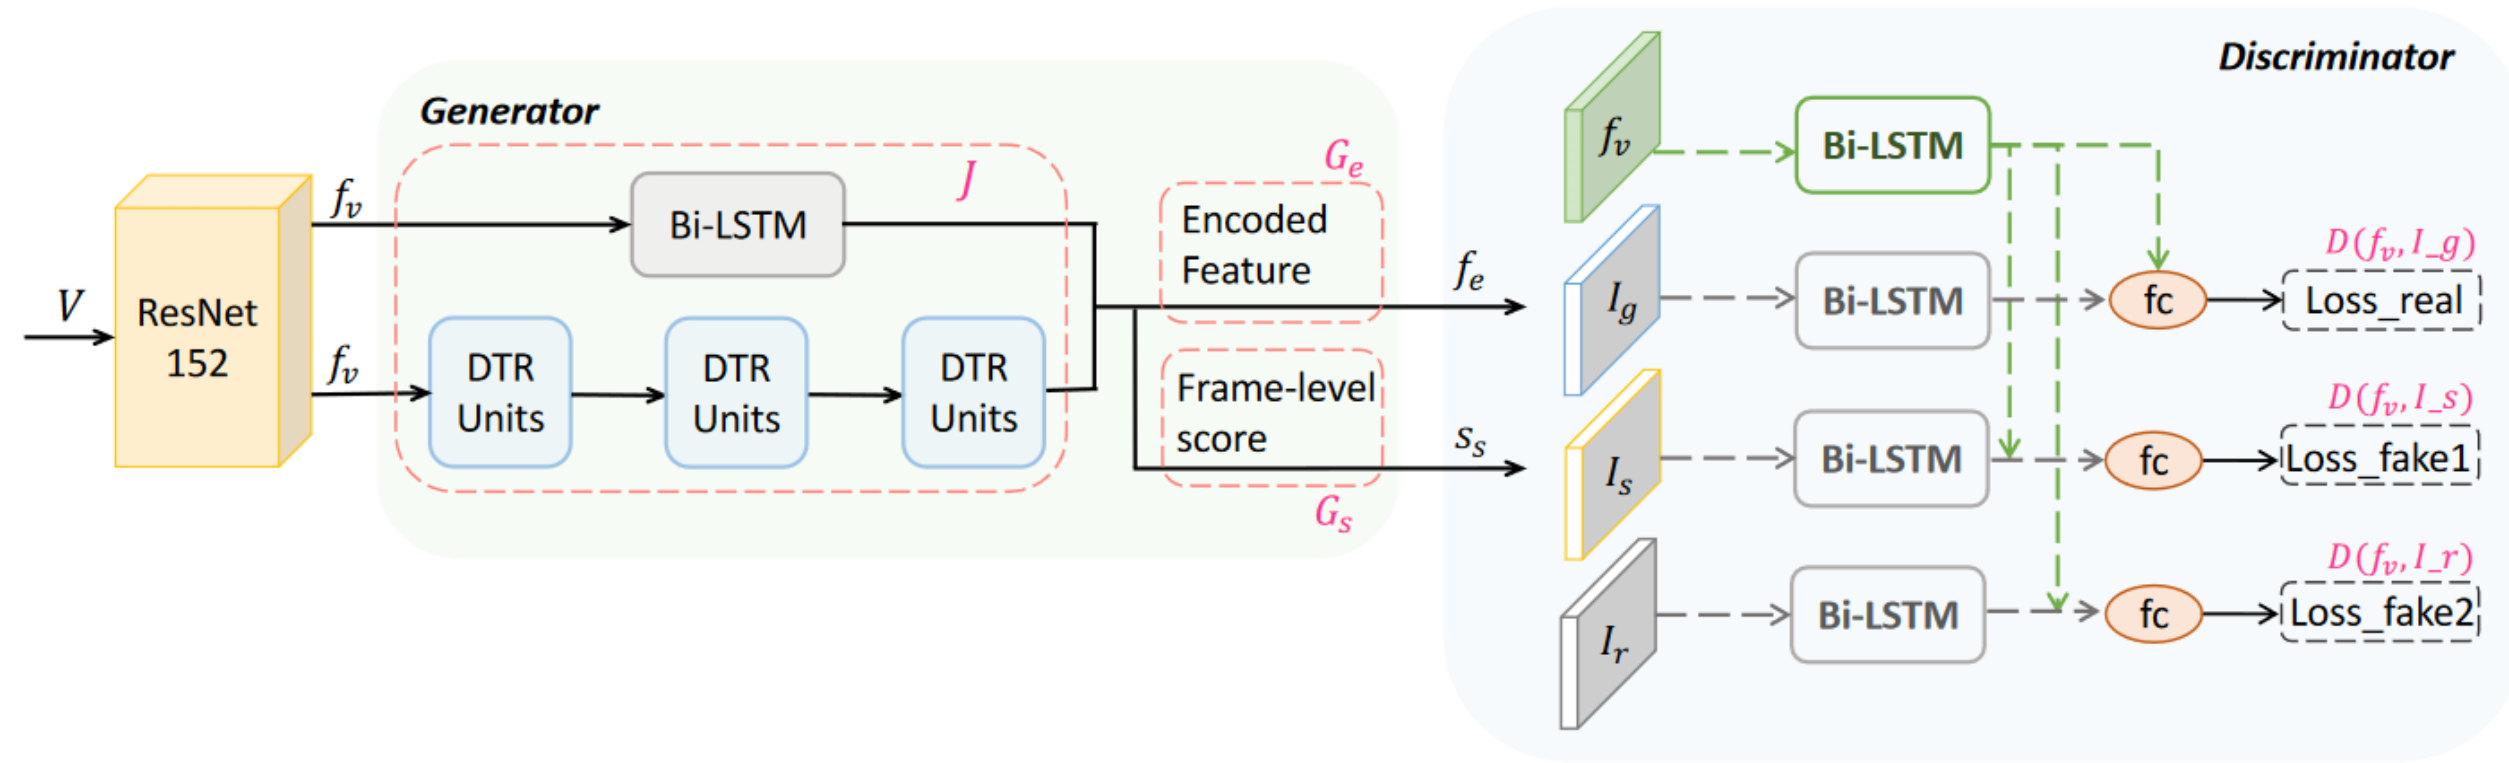 Generator
Discriminator
V
ResNet
152
f_v
f_v
Bi-LSTM
J
DTR
Units
DTR
Units
DTR
Units
G_e
Encoded
Feature
f_e
Frame-level
score
s_s
G_s
f_v
Bi-LSTM
I_g
Bi-LSTM
fc
D(f_v, I_g)
Loss_real
I_s
Bi-LSTM
fc
D(f_v, I_s)
Loss_fake1
I_r
Bi-LSTM
fc
D(f_v, I_r)
Loss_fake2